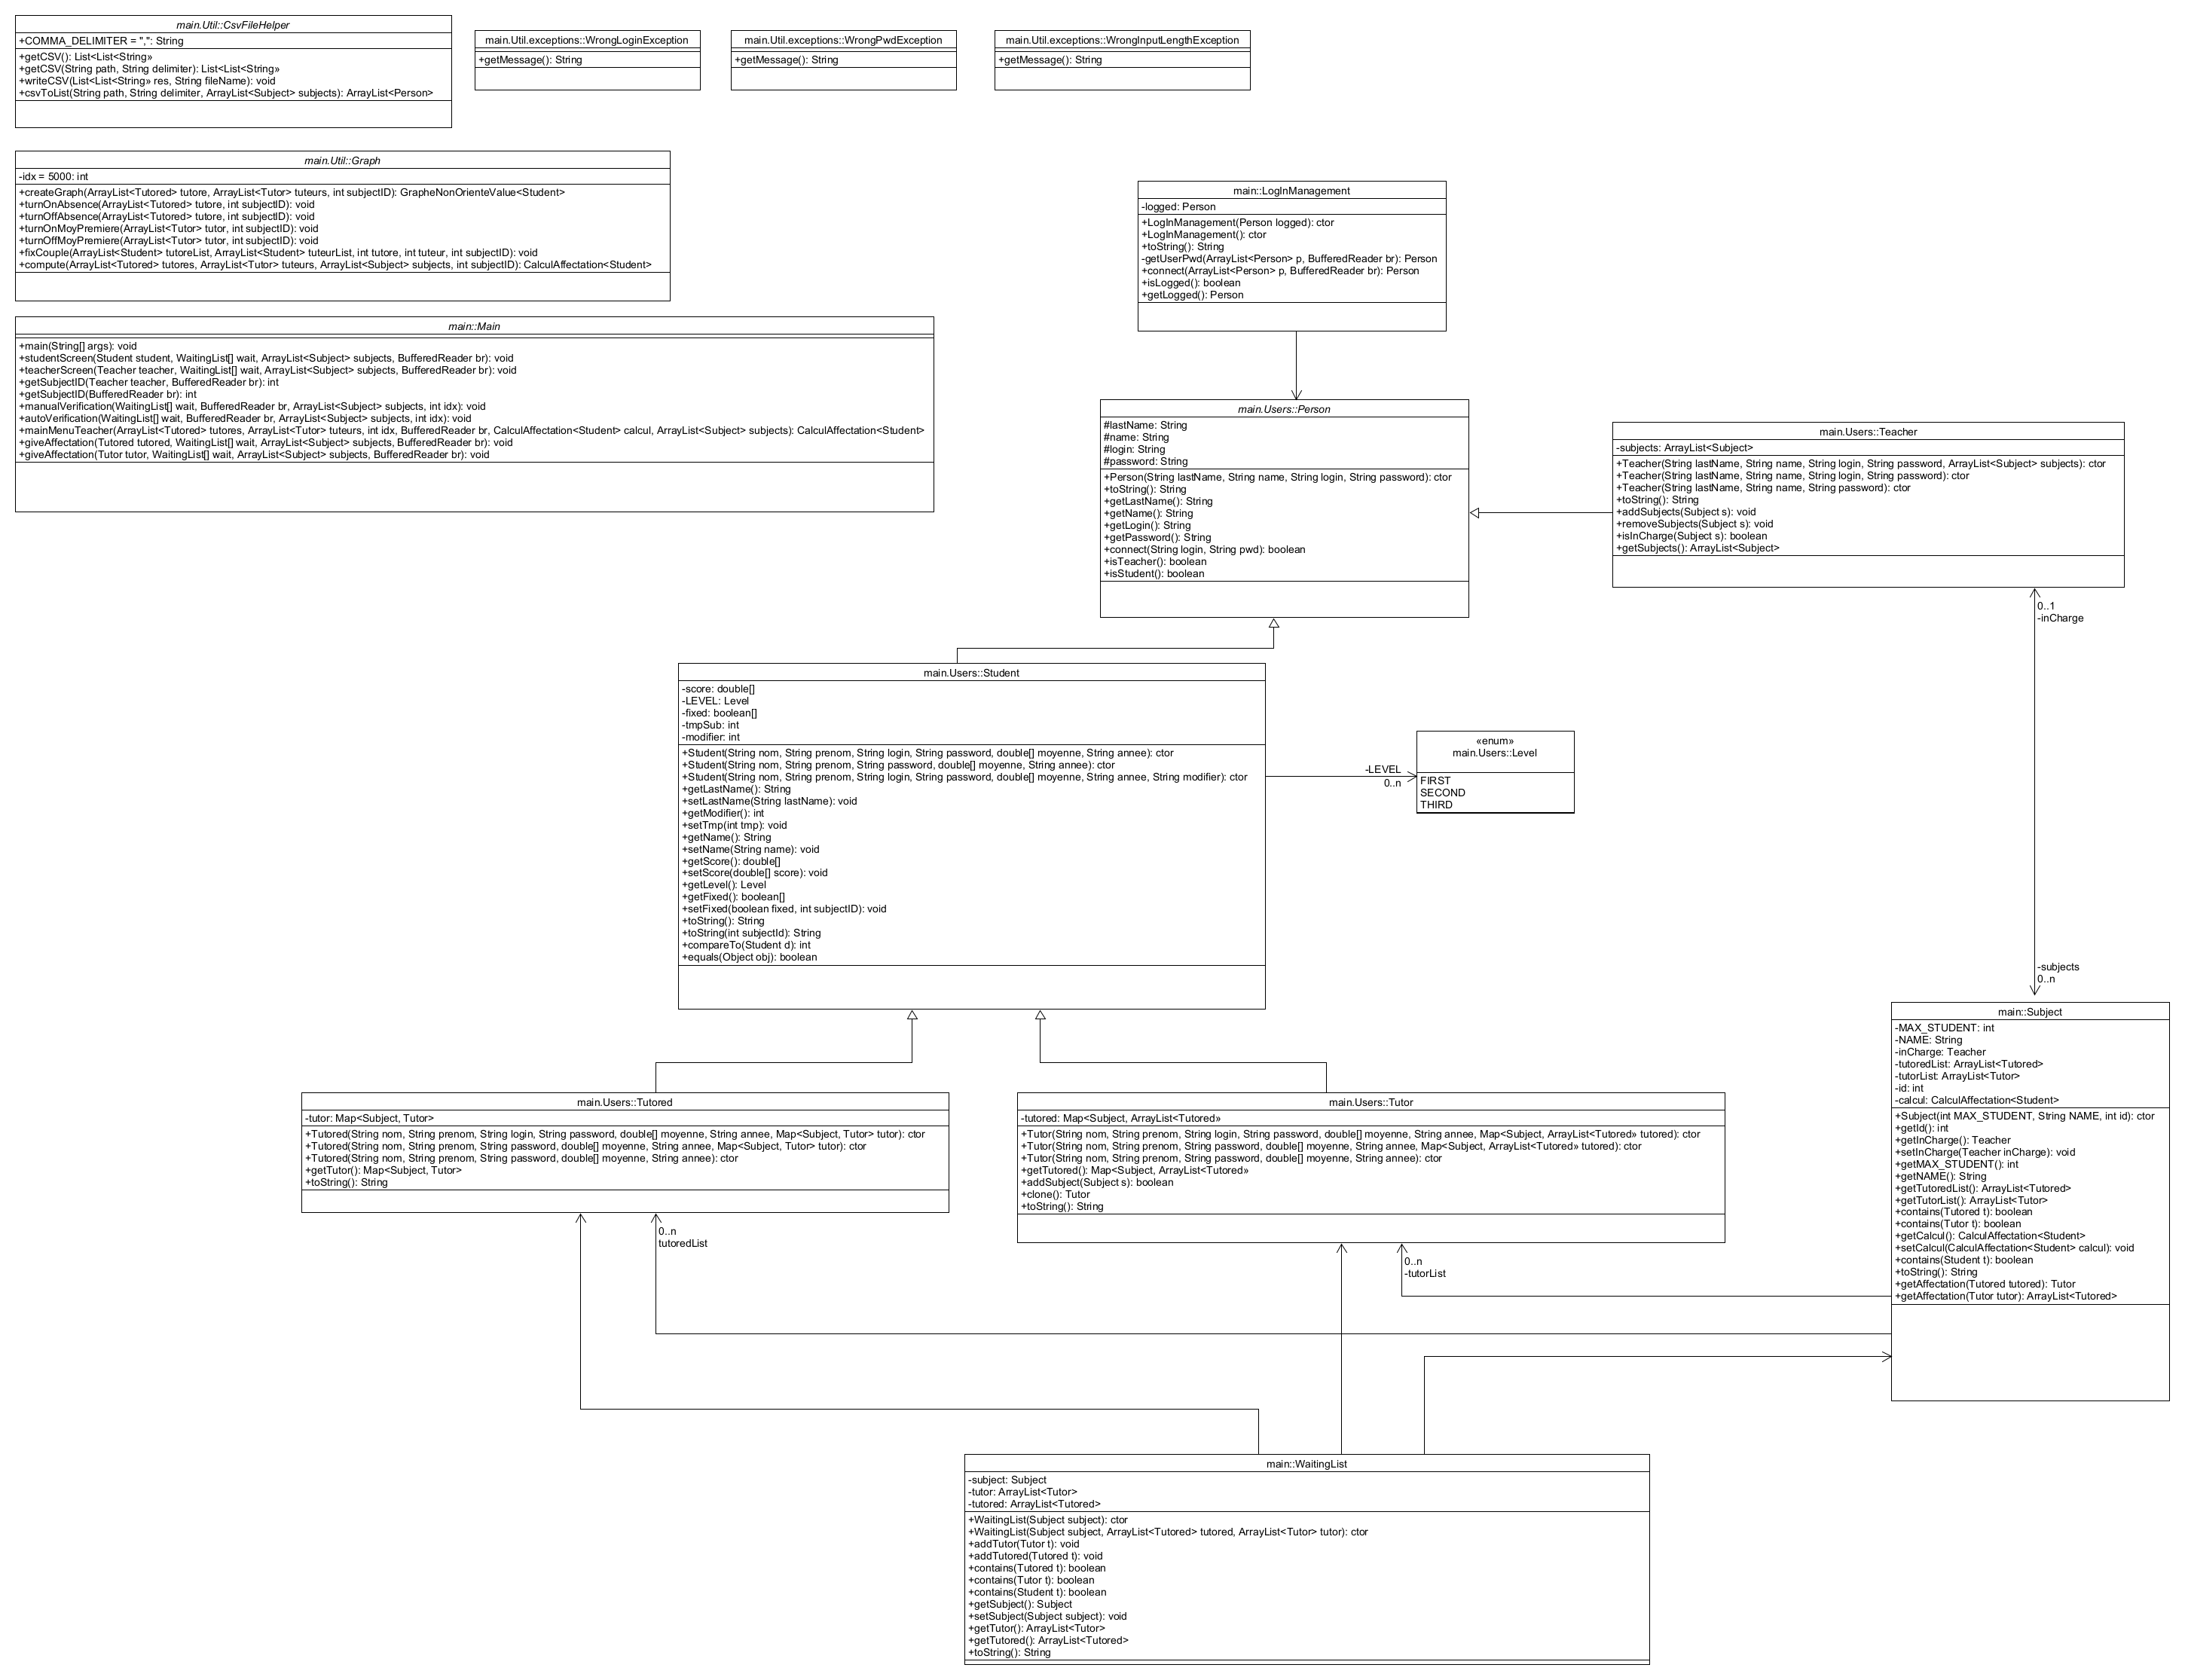 main.Util::CsvFileHelper
+COMMA_DELIMITER = ",": String
+getCSV(): List<List<String»
+getCSV(String path, String delimiter): List<List<String»
+writeCSV(List<List<String» res, String fileName): void
+csvToList(String path, String delimiter, ArrayList<Subject> subjects): ArrayList<Person>
main.Util.exceptions::WrongLoginException
+getMessage(): String
main.Util.exceptions::WrongPwdException
+getMessage(): String
main.Util.exceptions::WrongInputLengthException
+getMessage(): String
main.Util::Graph
-idx = 5000: int
+createGraph(ArrayList<Tutored> tutore, ArrayList<Tutor> tuteurs, int subjectID): GrapheNonOrienteValue<Student>
+turnOnAbsence(ArrayList<Tutored> tutore, int subjectID): void
+turnOffAbsence(ArrayList<Tutored> tutore, int subjectID): void
+turnOnMoyPremiere(ArrayList<Tutor> tutor, int subjectID): void
+turnOffMoyPremiere(ArrayList<Tutor> tutor, int subjectID): void
+fixCouple(ArrayList<Student> tutoreList, ArrayList<Student> tuteurList, int tutore, int tuteur, int subjectID): void
+compute(ArrayList<Tutored> tutores, ArrayList<Tutor> tuteurs, ArrayList<Subject> subjects, int subjectID): CalculAffectation<Student>
main::Main
+main(String[] args): void
+studentScreen(Student student, WaitingList[] wait, ArrayList<Subject> subjects, BufferedReader br): void
+teacherScreen(Teacher teacher, WaitingList[] wait, ArrayList<Subject> subjects, BufferedReader br): void
+getSubjectID(Teacher teacher, BufferedReader br): int
+getSubjectID(BufferedReader br): int
+manualVerification(WaitingList[] wait, BufferedReader br, ArrayList<Subject> subjects, int idx): void
+autoVerification(WaitingList[] wait, BufferedReader br, ArrayList<Subject> subjects, int idx): void
+mainMenuTeacher(ArrayList<Tutored> tutores, ArrayList<Tutor> tuteurs, int idx, BufferedReader br, CalculAffectation<Student> calcul, ArrayList<Subject> subjects): CalculAffectation<Student>
+giveAffectation(Tutored tutored, WaitingList[] wait, ArrayList<Subject> subjects, BufferedReader br): void
+giveAffectation(Tutor tutor, WaitingList[] wait, ArrayList<Subject> subjects, BufferedReader br): void
main::LogInManagement
-logged: Person
+LogInManagement(Person logged): ctor
+LogInManagement(): ctor
+toString(): String
-getUserPwd(ArrayList<Person> p, BufferedReader br): Person
+connect(ArrayList<Person> p, BufferedReader br): Person
+isLogged(): boolean
+getLogged(): Person
main.Users::Person
#lastName: String
#name: String
#login: String
#password: String
+Person(String lastName, String name, String login, String password): ctor
+toString(): String
+getLastName(): String
+getName(): String
+getLogin(): String
+getPassword(): String
+connect(String login, String pwd): boolean
+isTeacher(): boolean
+isStudent(): boolean
main.Users::Teacher
-subjects: ArrayList<Subject>
+Teacher(String lastName, String name, String login, String password, ArrayList<Subject> subjects): ctor
+Teacher(String lastName, String name, String login, String password): ctor
+Teacher(String lastName, String name, String password): ctor
+toString(): String
+addSubjects(Subject s): void
+removeSubjects(Subject s): void
+isInCharge(Subject s): boolean
+getSubjects(): ArrayList<Subject>
0..1
-inCharge
main.Users::Student
-score: double[]
-LEVEL: Level
-fixed: boolean[]
-tmpSub: int
-modifier: int
+Student(String nom, String prenom, String login, String password, double[] moyenne, String annee): ctor
+Student(String nom, String prenom, String password, double[] moyenne, String annee): ctor
+Student(String nom, String prenom, String login, String password, double[] moyenne, String annee, String modifier): ctor
+getLastName(): String
+setLastName(String lastName): void
+getModifier(): int
+setTmp(int tmp): void
+getName(): String
+setName(String name): void
+getScore(): double[]
+setScore(double[] score): void
+getLevel(): Level
+getFixed(): boolean[]
+setFixed(boolean fixed, int subjectID): void
+toString(): String
+toString(int subjectId): String
+compareTo(Student d): int
+equals(Object obj): boolean
-LEVEL
0..n
«enum»
main.Users::Level
FIRST
SECOND
THIRD
-subjects
0..n
main::Subject
-MAX_STUDENT: int
-NAME: String
-inCharge: Teacher
-tutoredList: ArrayList<Tutored>
-tutorList: ArrayList<Tutor>
-id: int
-calcul: CalculAffectation<Student>
+Subject(int MAX_STUDENT, String NAME, int id): ctor
+getId(): int
+getInCharge(): Teacher
+setInCharge(Teacher inCharge): void
+getMAX_STUDENT(): int
+getNAME(): String
+getTutoredList(): ArrayList<Tutored>
+getTutorList(): ArrayList<Tutor>
+contains(Tutored t): boolean
+contains(Tutor t): boolean
+getCalcul(): CalculAffectation<Student>
+setCalcul(CalculAffectation<Student> calcul): void
+contains(Student t): boolean
+toString(): String
+getAffectation(Tutored tutored): Tutor
+getAffectation(Tutor tutor): ArrayList<Tutored>
main.Users::Tutored
-tutor: Map<Subject, Tutor>
+Tutored(String nom, String prenom, String login, String password, double[] moyenne, String annee, Map<Subject, Tutor> tutor): ctor
+Tutored(String nom, String prenom, String password, double[] moyenne, String annee, Map<Subject, Tutor> tutor): ctor
+Tutored(String nom, String prenom, String password, double[] moyenne, String annee): ctor
+getTutor(): Map<Subject, Tutor>
+toString(): String
main.Users::Tutor
-tutored: Map<Subject, ArrayList<Tutored»
+Tutor(String nom, String prenom, String login, String password, double[] moyenne, String annee, Map<Subject, ArrayList<Tutored» tutored): ctor
+Tutor(String nom, String prenom, String password, double[] moyenne, String annee, Map<Subject, ArrayList<Tutored» tutored): ctor
+Tutor(String nom, String prenom, String password, double[] moyenne, String annee): ctor
+getTutored(): Map<Subject, ArrayList<Tutored»
+addSubject(Subject s): boolean
+clone(): Tutor
+toString(): String
0..n
tutoredList
0..n
-tutorList
main::WaitingList
-subject: Subject
-tutor: ArrayList<Tutor>
-tutored: ArrayList<Tutored>
+WaitingList(Subject subject): ctor
+WaitingList(Subject subject, ArrayList<Tutored> tutored, ArrayList<Tutor> tutor): ctor
+addTutor(Tutor t): void
+addTutored(Tutored t): void
+contains(Tutored t): boolean
+contains(Tutor t): boolean
+contains(Student t): boolean
+getSubject(): Subject
+setSubject(Subject subject): void
+getTutor(): ArrayList<Tutor>
+getTutored(): ArrayList<Tutored>
+toString(): String